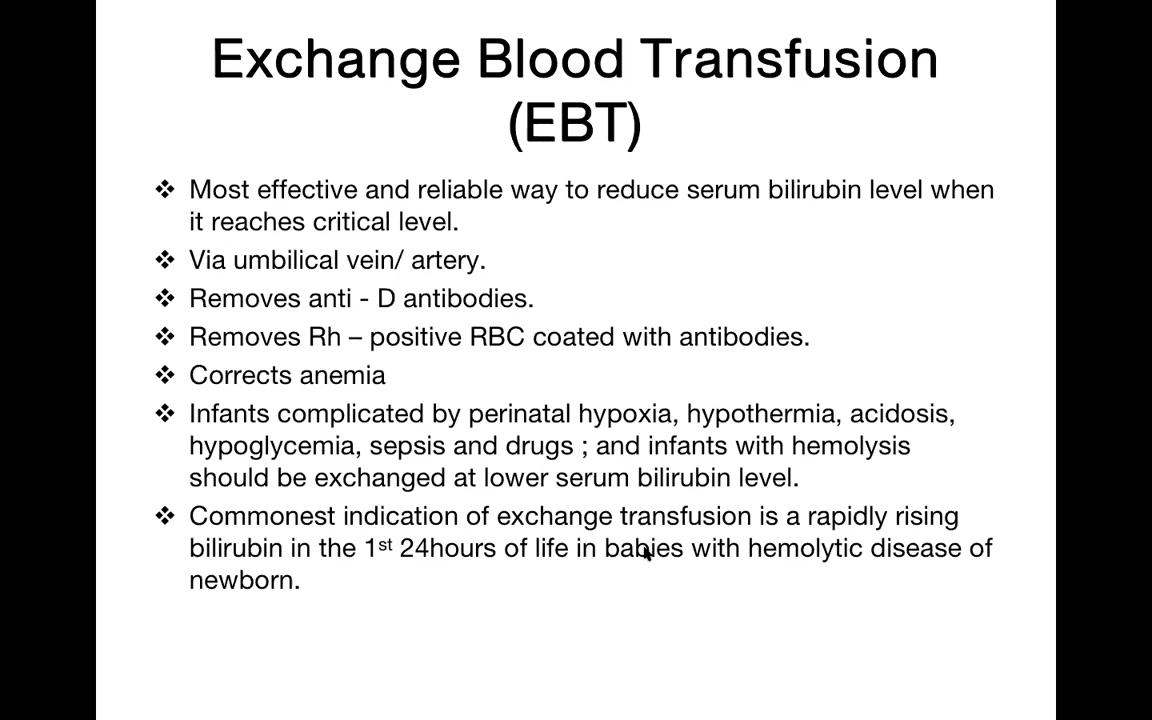 Exchange Blood Transfusion
(EBT)
❖ Most effective and reliable way to reduce serum bilirubin level when
it reaches critical level.
❖ Via umbilical vein/ artery.
❖ Removes anti - D antibodies.
❖ Removes Rh – positive RBC coated with antibodies.
❖ Corrects anemia
❖ Infants complicated by perinatal hypoxia, hypothermia, acidosis,
hypoglycemia, sepsis and drugs ; and infants with hemolysis
should be exchanged at lower serum bilirubin level.
❖ Commonest indication of exchange transfusion is a rapidly rising
bilirubin in the 1st 24hours of life in babies with hemolytic disease of
newborn.